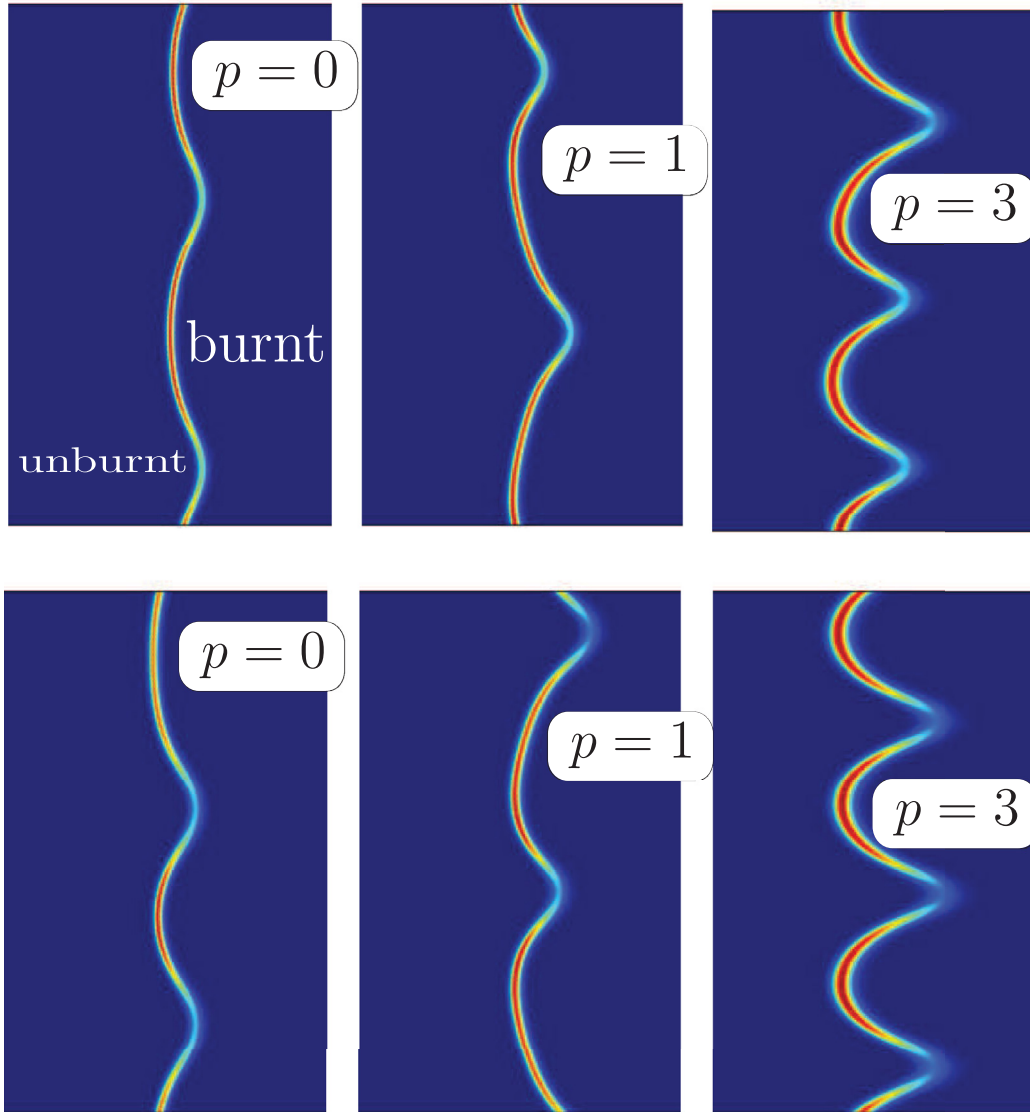 p = 0
p = 1
p = 3
burnt
unburnt
p = 0
p = 1
p = 3